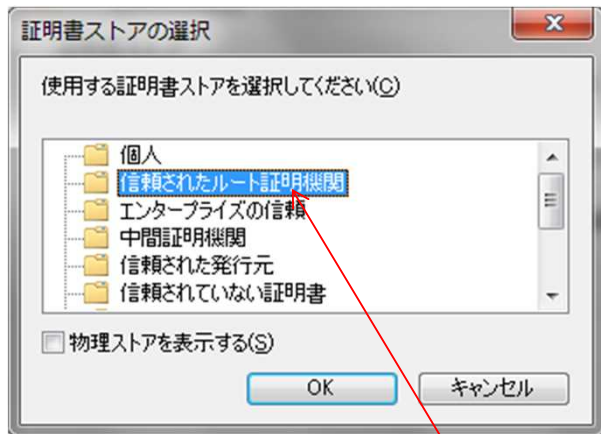 証明書ストアの選択
使用する証明書ストアを選択してください(C)
個人
信頼されたルート証明機関
エンタープライズの信頼
中間証明機関
信頼された発行元
信頼されていない証明書
物理ストアを表示する(S)
OK
キャンセル